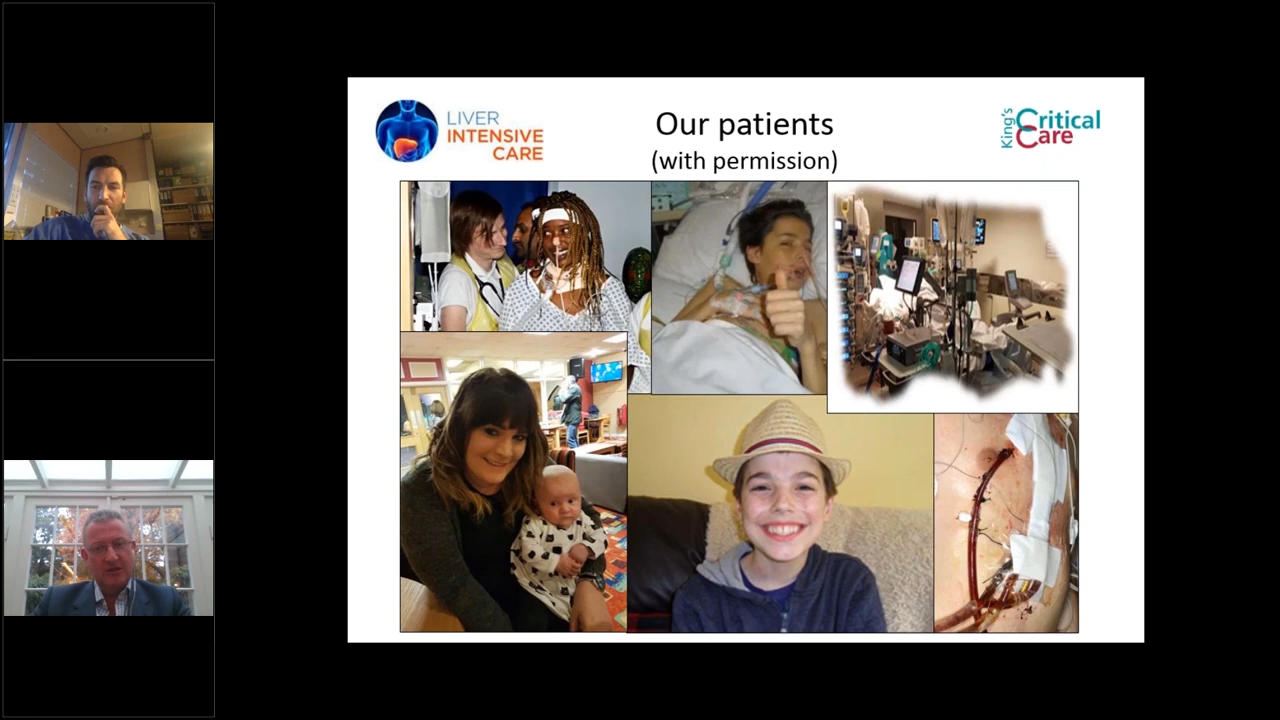 LIVER
INTENSIVE
CARE
Our patients
(with permission)
King's
Critical
Care